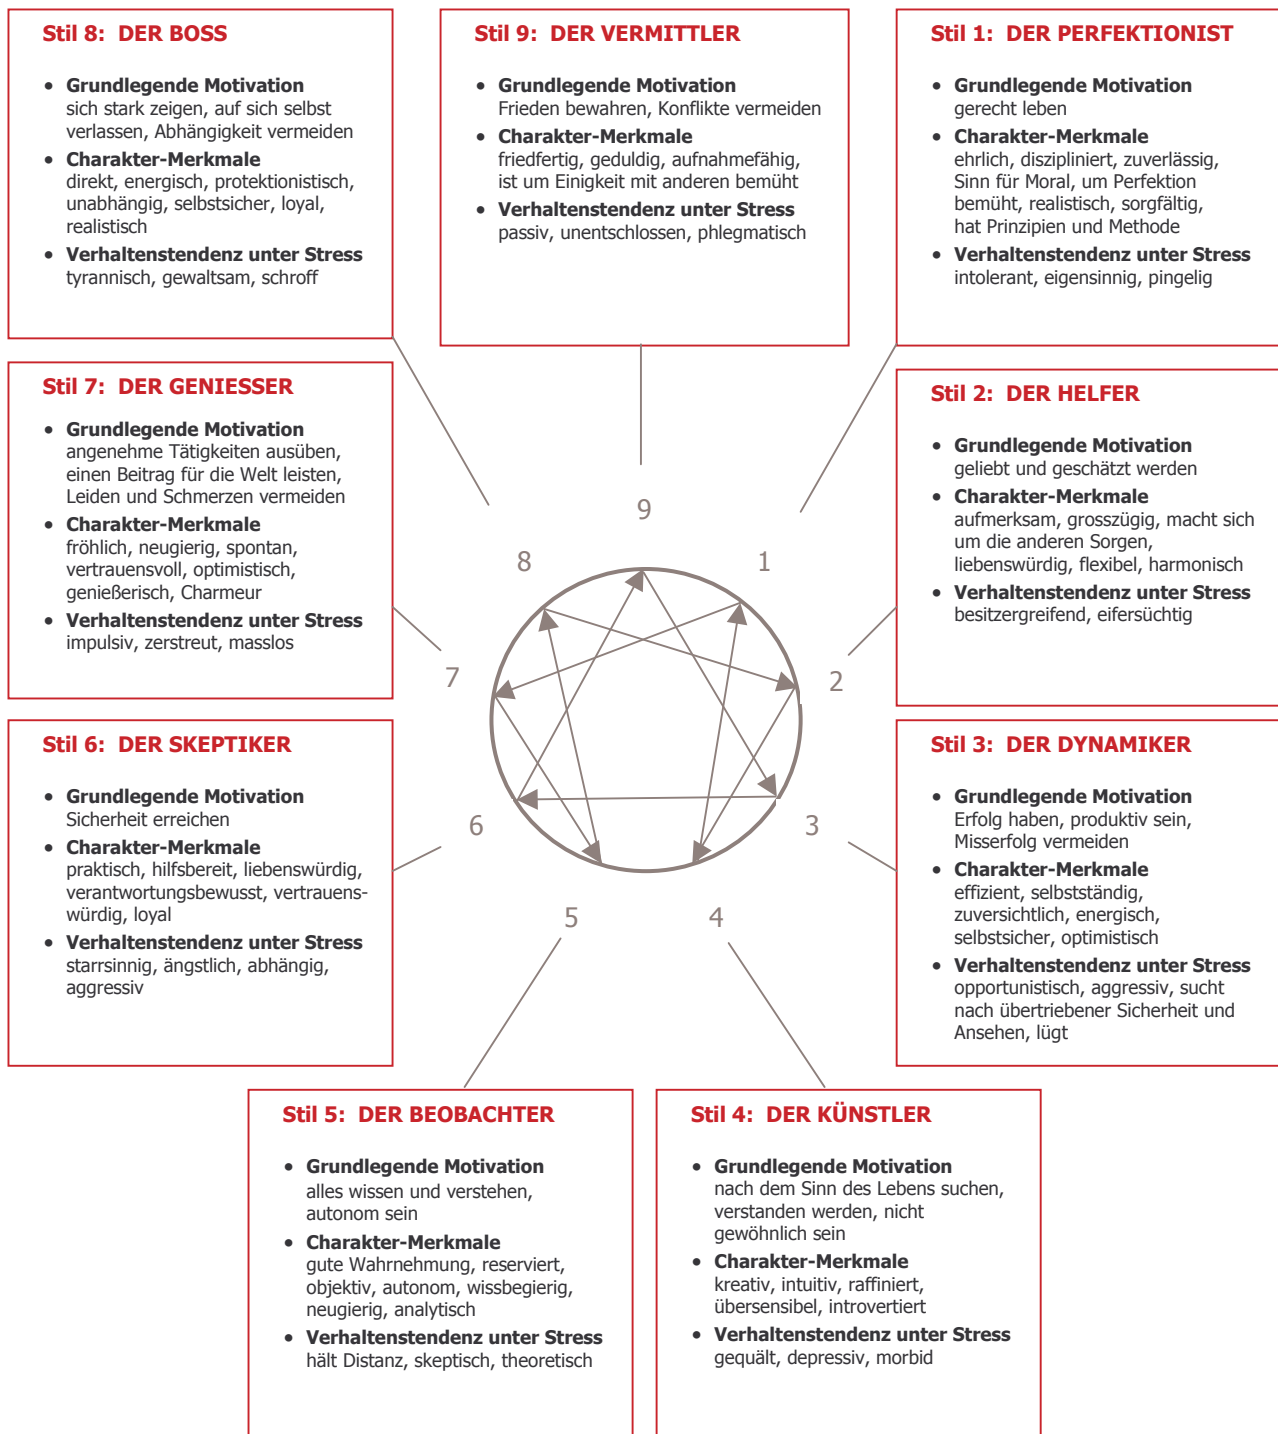 Stil 8: DER BOSS
• Grundlegende Motivation
sich stark zeigen, auf sich selbst
verlassen, Abhängigkeit vermeiden
• Charakter-Merkmale
direkt, energisch, protektionistisch,
unabhängig, selbstsicher, loyal,
realistisch
• Verhaltenstendenz unter Stress
tyrannisch, gewaltsam, schroff
Stil 9: DER VERMITTLER
• Grundlegende Motivation
Frieden bewahren, Konflikte vermeiden
• Charakter-Merkmale
friedfertig, geduldig, aufnahmefähig,
ist um Einigkeit mit anderen bemüht
• Verhaltenstendenz unter Stress
passiv, unentschlossen, phlegmatisch
Stil 1: DER PERFEKTIONIST
• Grundlegende Motivation
gerecht leben
• Charakter-Merkmale
ehrlich, diszipliniert, zuverlässig,
Sinn für Moral, um Perfektion
bemüht, realistisch, sorgfältig,
hat Prinzipien und Methode
• Verhaltenstendenz unter Stress
intolerant, eigensinnig, pingelig
Stil 7: DER GENIESSER
• Grundlegende Motivation
angenehme Tätigkeiten ausüben,
einen Beitrag für die Welt leisten,
Leiden und Schmerzen vermeiden
• Charakter-Merkmale
fröhlich, neugierig, spontan,
vertrauensvoll, optimistisch,
genießerisch, Charmeur
• Verhaltenstendenz unter Stress
impulsiv, zerstreut, masslos
Stil 2: DER HELFER
• Grundlegende Motivation
geliebt und geschätzt werden
• Charakter-Merkmale
aufmerksam, grosszügig, macht sich
um die anderen Sorgen,
liebenswürdig, flexibel, harmonisch
• Verhaltenstendenz unter Stress
besitzergreifend, eifersüchtig
9
8
1
7
2
6
3
5
4
Stil 6: DER SKEPTIKER
• Grundlegende Motivation
Sicherheit erreichen
• Charakter-Merkmale
praktisch, hilfsbereit, liebenswürdig,
verantwortungsbewusst, vertrauens-
würdig, loyal
• Verhaltenstendenz unter Stress
starrsinnig, ängstlich, abhängig,
aggressiv
Stil 3: DER DYNAMIKER
• Grundlegende Motivation
Erfolg haben, produktiv sein,
Misserfolg vermeiden
• Charakter-Merkmale
effizient, selbstständig,
zuversichtlich, energisch,
selbstsicher, optimistisch
• Verhaltenstendenz unter Stress
opportunistisch, aggressiv, sucht
nach übertriebener Sicherheit und
Ansehen, lügt
Stil 5: DER BEOBACHTER
• Grundlegende Motivation
alles wissen und verstehen,
autonom sein
• Charakter-Merkmale
gute Wahrnehmung, reserviert,
objektiv, autonom, wissbegierig,
neugierig, analytisch
• Verhaltenstendenz unter Stress
hält Distanz, skeptisch, theoretisch
Stil 4: DER KÜNSTLER
• Grundlegende Motivation
nach dem Sinn des Lebens suchen,
verstanden werden, nicht
gewöhnlich sein
• Charakter-Merkmale
kreativ, intuitiv, raffiniert,
übersensibel, introvertiert
• Verhaltenstendenz unter Stress
gequält, depressiv, morbid